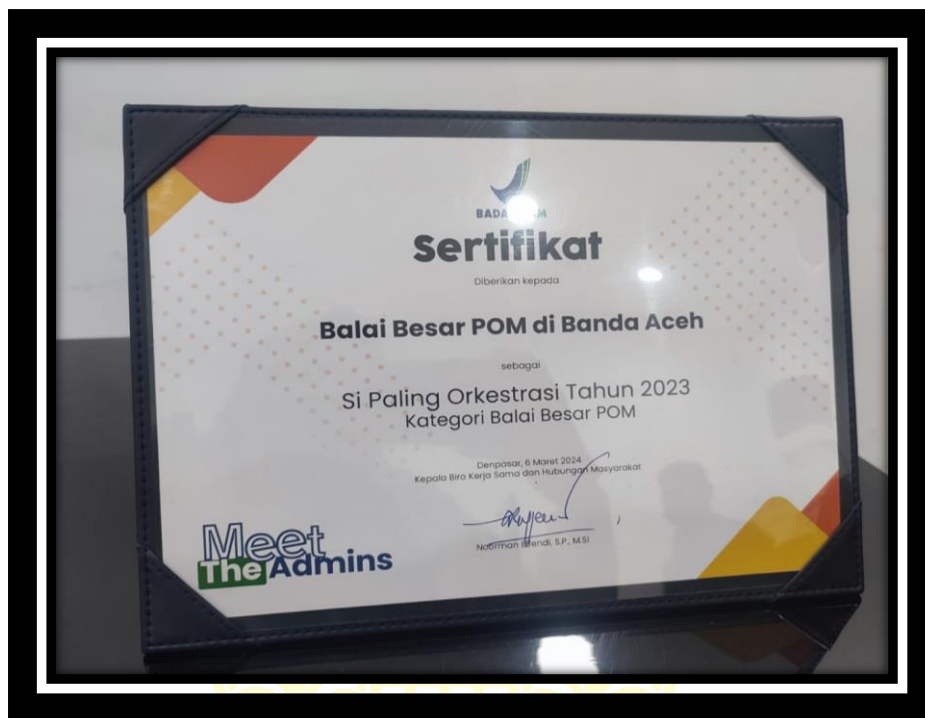 Sertifikat
Diberikan kepada
Balai Besar POM di Banda Aceh
sebagai
Si Paling Orkestrasi Tahun 2023
Kategori Balai Besar POM
Denpasar, 6 Maret 2024
Kepala Biro Kerja Sama dan Hubungan Masyarakat
S.P., M.Si
Meet
The Admins